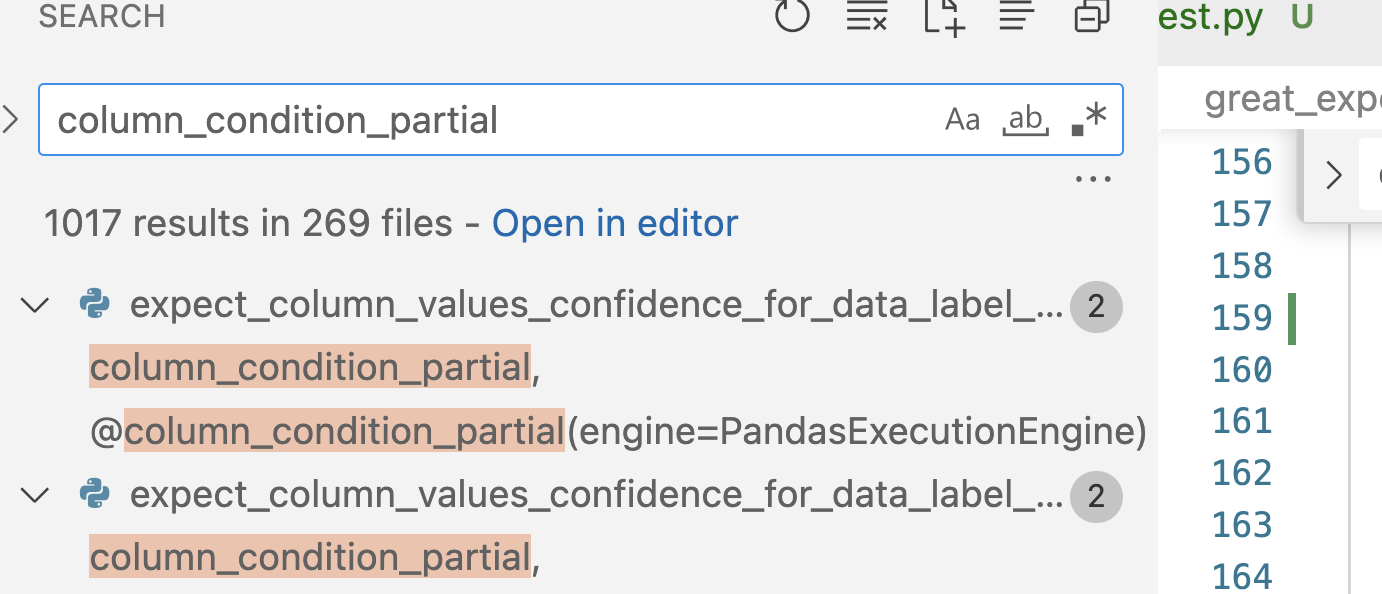 SEARCH
est.py U
column_condition_partial Aa ab .*
great_exp
...
1017 results in 269 files - Open in editor
expect_column_values_confidence_for_data_label_... 2
column_condition_partial,
@column_condition_partial(engine=PandasExecutionEngine)
expect_column_values_confidence_for_data_label_... 2
column_condition_partial,
156
157
158
159
160
161
162
163
164